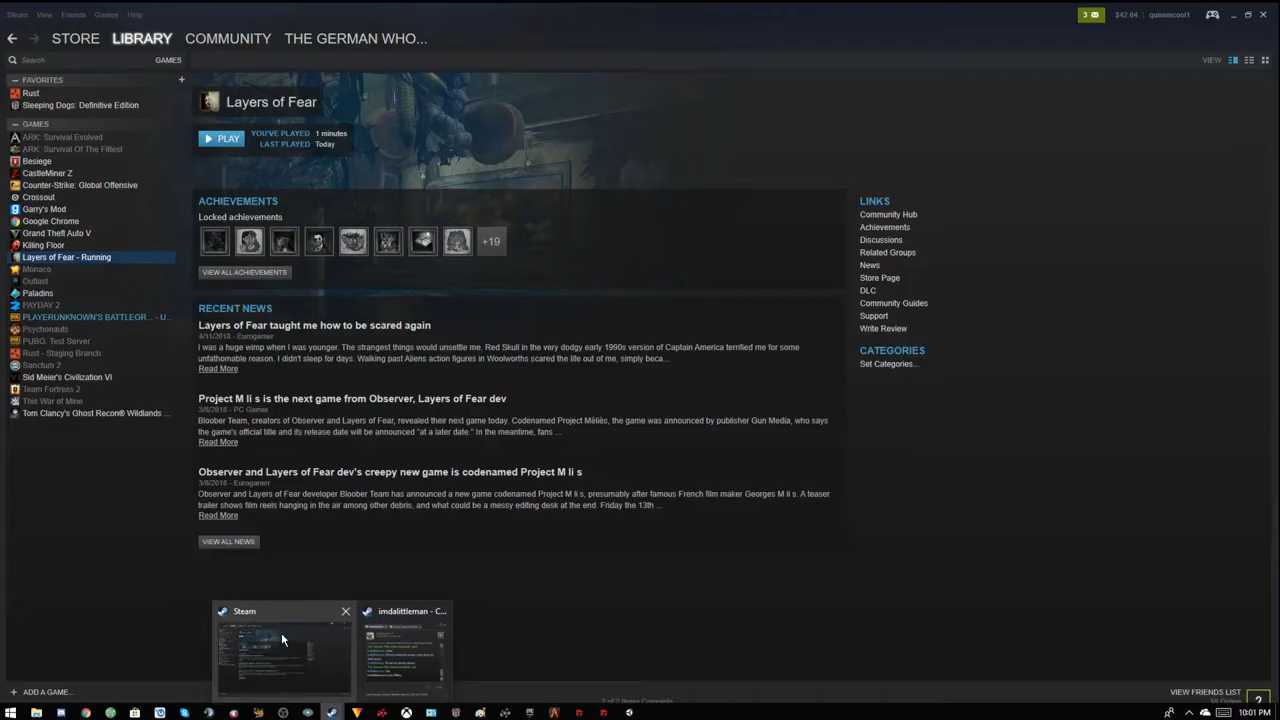 Steam View Friends Games Help
3 $42.04 quinnincool1
STORE LIBRARY COMMUNITY THE GERMAN WHO...
Search GAMES VIEW
FAVORITES
Rust
Sleeping Dogs: Definitive Edition
GAMES
ARK: Survival Evolved
ARK: Survival Of The Fittest
Besiege
CastleMiner Z
Counter-Strike: Global Offensive
Crossout
Garry's Mod
Google Chrome
Grand Theft Auto V
Killing Floor
Layers of Fear - Running
Monaco
Outlast
Paladins
PAYDAY 2
PLAYERUNKNOWN'S BATTLEGR... - U...
Psychonauts
PUBG: Test Server
Rust - Staging Branch
Sanctum 2
Sid Meier's Civilization VI
Team Fortress 2
This War of Mine
Tom Clancy's Ghost Recon® Wildlands ...
Layers of Fear
PLAY YOU'VE PLAYED 1 minutes
LAST PLAYED Today
ACHIEVEMENTS
Locked achievements
+19
VIEW ALL ACHIEVEMENTS
RECENT NEWS
Layers of Fear taught me how to be scared again
4/11/2018 - Eurogamer
I was a huge wimp when I was younger. The strangest things would unsettle me. Red Skull in the very dodgy early 1990s version of Captain America terrified me for some
unfathomable reason. I didn't sleep for days. Walking past Aliens action figures in Woolworths scared the life out of me, simply beca...
Read More
Project M li s is the next game from Observer, Layers of Fear dev
3/8/2018 - PC Gamer
Bloober Team, creators of Observer and Layers of Fear, revealed their next game today. Codenamed Project Méliès, the game was announced by publisher Gun Media, who says
the game's official title and its release date will be announced "at a later date." In the meantime, fans ...
Read More
Observer and Layers of Fear dev's creepy new game is codenamed Project M li s
3/8/2018 - Eurogamer
Observer and Layers of Fear developer Bloober Team has announced a new game codenamed Project M li s, presumably after famous French film maker Georges M li s. A teaser
trailer shows film reels hanging in the air among other debris, and what could be a messy editing desk at the end. Friday the 13th ...
Read More
VIEW ALL NEWS
LINKS
Community Hub
Achievements
Discussions
Related Groups
News
Store Page
DLC
Community Guides
Support
Write Review
CATEGORIES
Set Categories...
Steam imdalittleman - C...
ADD A GAME...
VIEW FRIENDS LIST
10:01 PM